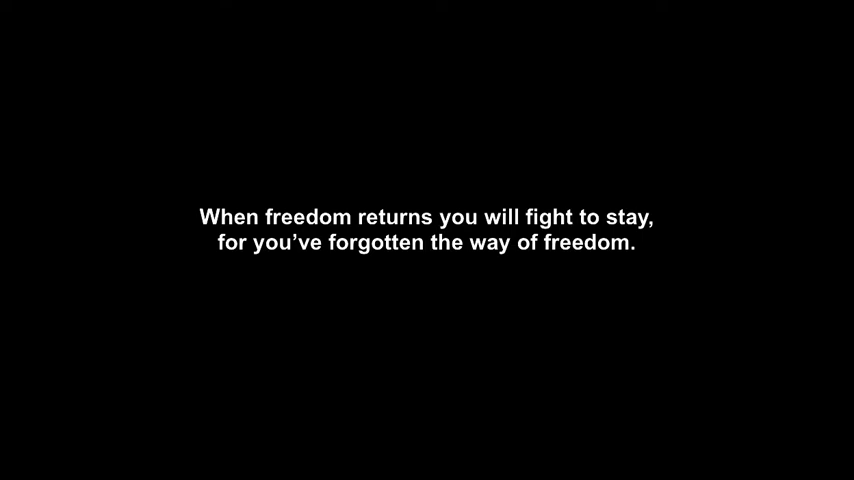 When freedom returns you will fight to stay,
for you’ve forgotten the way of freedom.